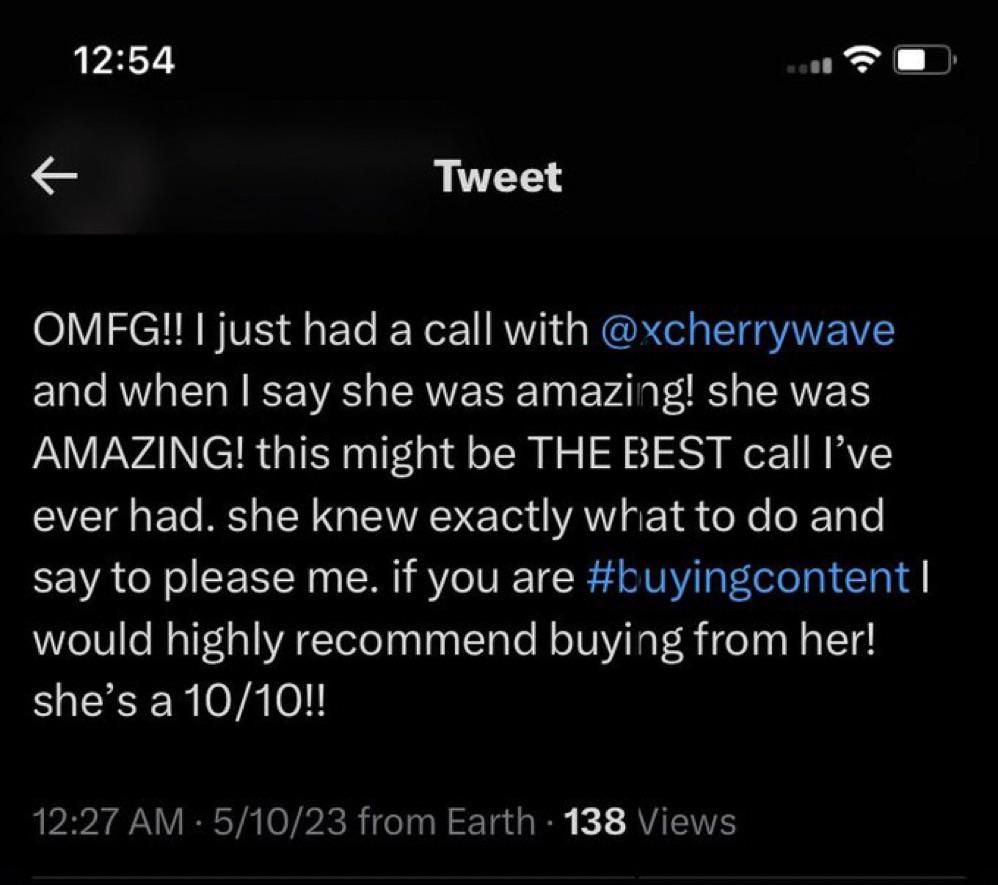 12:54
Tweet
OMFG!! I just had a call with @xcherrywave
and when I say she was amazing! she was
AMAZING! this might be THE BEST call I’ve
ever had. she knew exactly what to do and
say to please me. if you are #buyingcontent I
would highly recommend buying from her!
she’s a 10/10!!
12:27 AM · 5/10/23 from Earth · 138 Views